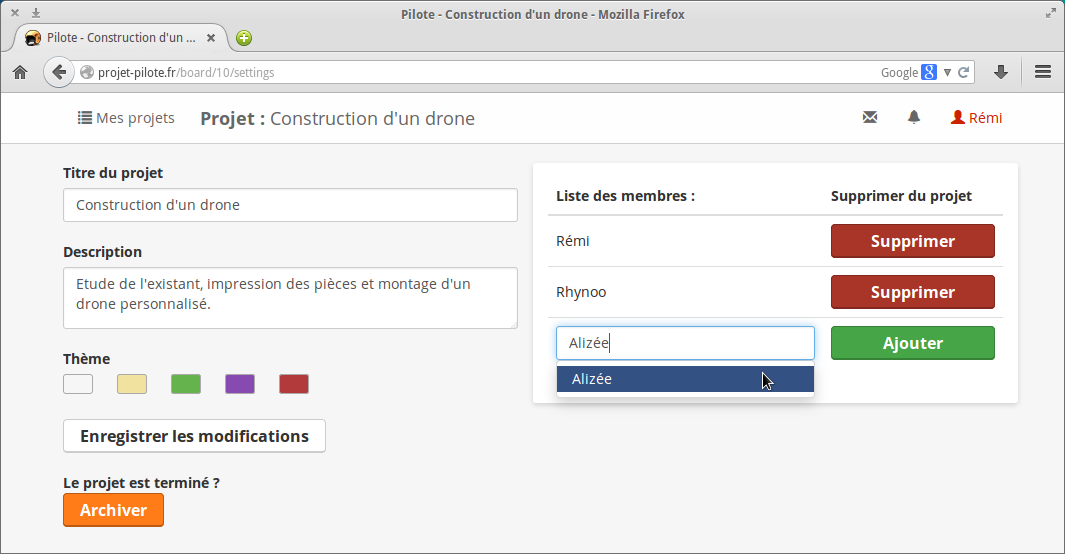 Pilote - Construction d'un drone - Mozilla Firefox
Pilote - Construction d'un ...
projet-pilote.fr/board/10/settings
Google
Mes projets
Projet : Construction d'un drone
Rémi
Titre du projet
Construction d'un drone
Description
Etude de l'existant, impression des pièces et montage d'un
drone personnalisé.
Thème
Enregistrer les modifications
Le projet est terminé ?
Archiver
Liste des membres :
Supprimer du projet
Rémi
Supprimer
Rhynoo
Supprimer
Alizée
Ajouter
Alizée